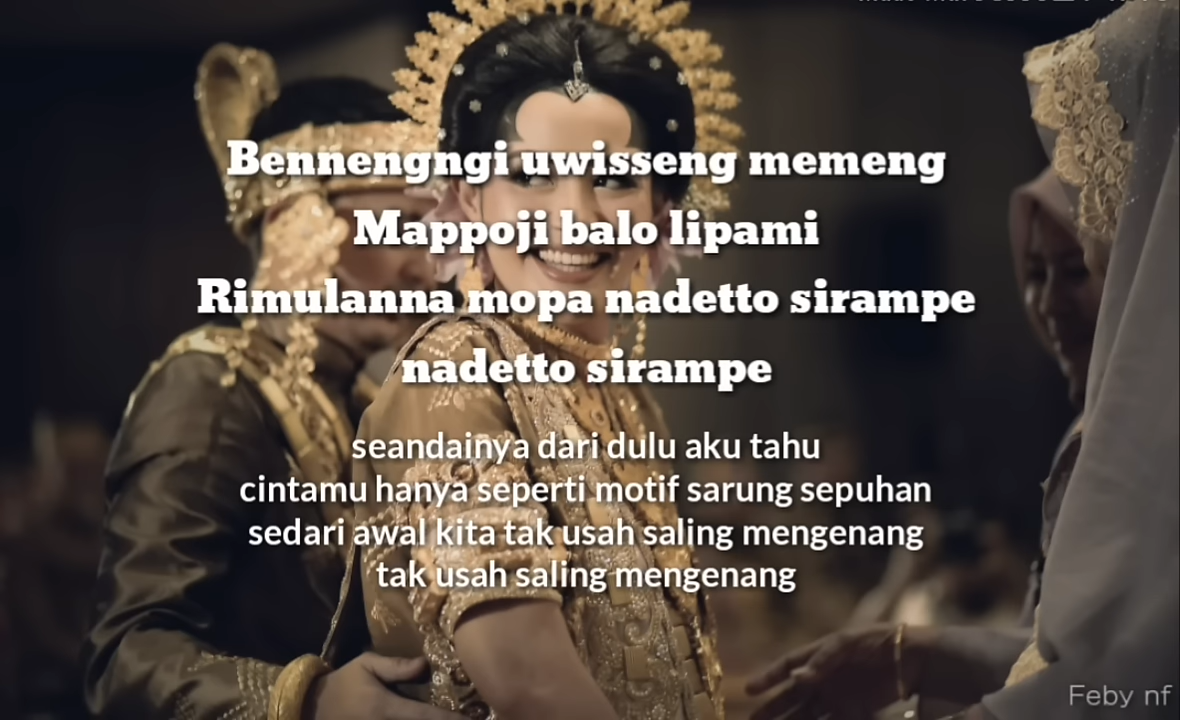 Bennengngi uwisseng memeng
Mappoji balo lipami
Rimulanna mopa nadetto sirampe
nadetto sirampe
seandainya dari dulu aku tahu
cintamu hanya seperti motif sarung sepuhan
sedari awal kita tak usah saling mengenang
tak usah saling mengenang
Feby nf